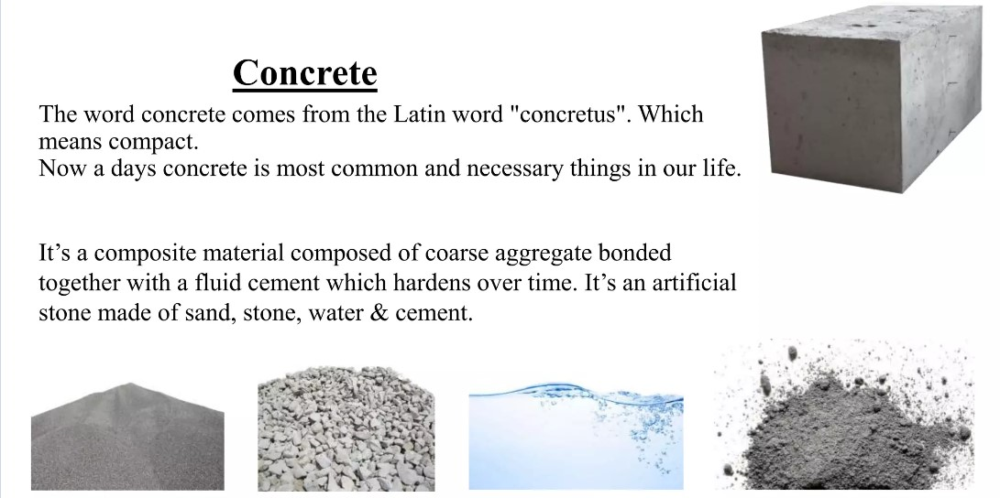 Concrete
The word concrete comes from the Latin word "concretus". Which
means compact.
Now a days concrete is most common and necessary things in our life.
It’s a composite material composed of coarse aggregate bonded
together with a fluid cement which hardens over time. It’s an artificial
stone made of sand, stone, water & cement.